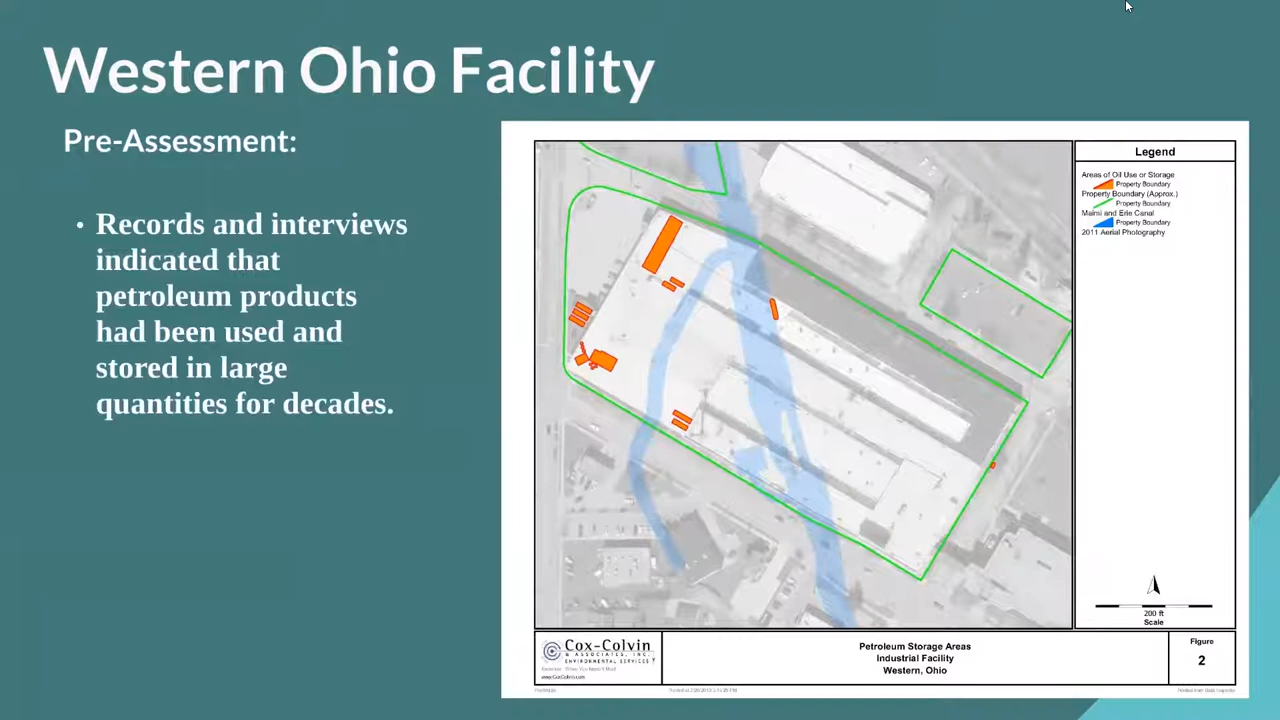 Western Ohio Facility
Pre-Assessment:
• Records and interviews
indicated that
petroleum products
had been used and
stored in large
quantities for decades.
Legend
Areas of Oil Use or Storage
Property Boundary
Property Boundary (Approx.)
Property Boundary
Maimi and Erie Canal
Property Boundary
2011 Aerial Photography
200 ft
Scale
Cox-Colvin
& ASSOCIATES, INC.
ENVIRONMENTAL SERVICES
www.CoxColvin.com
Petroleum Storage Areas
Industrial Facility
Western, Ohio
Figure
2